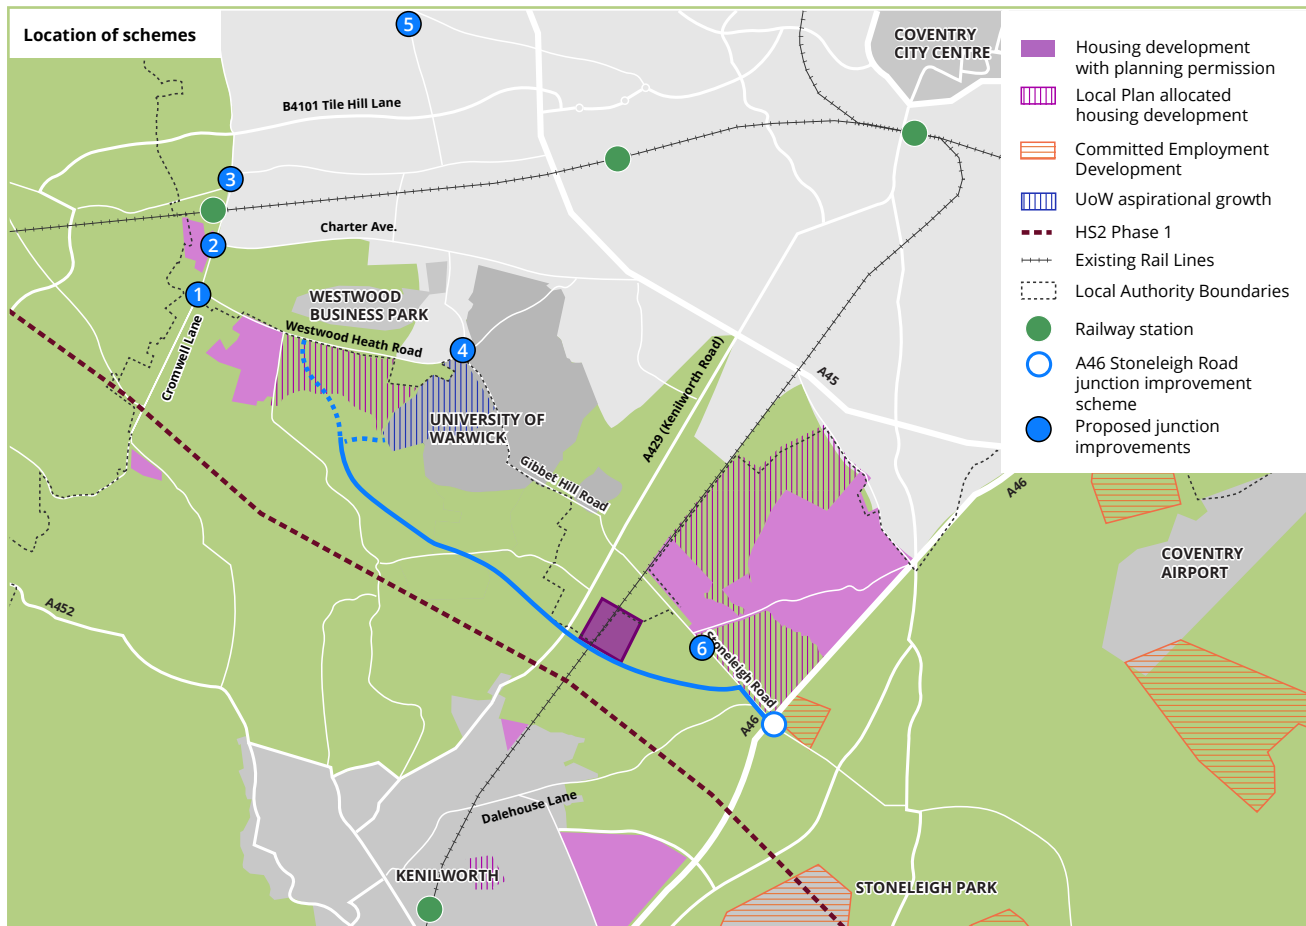 Location of schemes
5
COVENTRY
CITY CENTRE
B4101 Tile Hill Lane
3
Charter Ave.
2
1
WESTWOOD
BUSINESS PARK
Westwood Heath Road
4
Cromwell Lane
UNIVERSITY OF
WARWICK
A429 (Kenilworth Road)
A45
Gibbet Hill Road
A46
COVENTRY
AIRPORT
A452
6
Stoneleigh Road
A46
Dalehouse Lane
KENILWORTH
STONELEIGH PARK
Housing development
with planning permission
Local Plan allocated
housing development
Committed Employment
Development
UoW aspirational growth
HS2 Phase 1
Existing Rail Lines
Local Authority Boundaries
Railway station
A46 Stoneleigh Road
junction improvement
scheme
Proposed junction
improvements